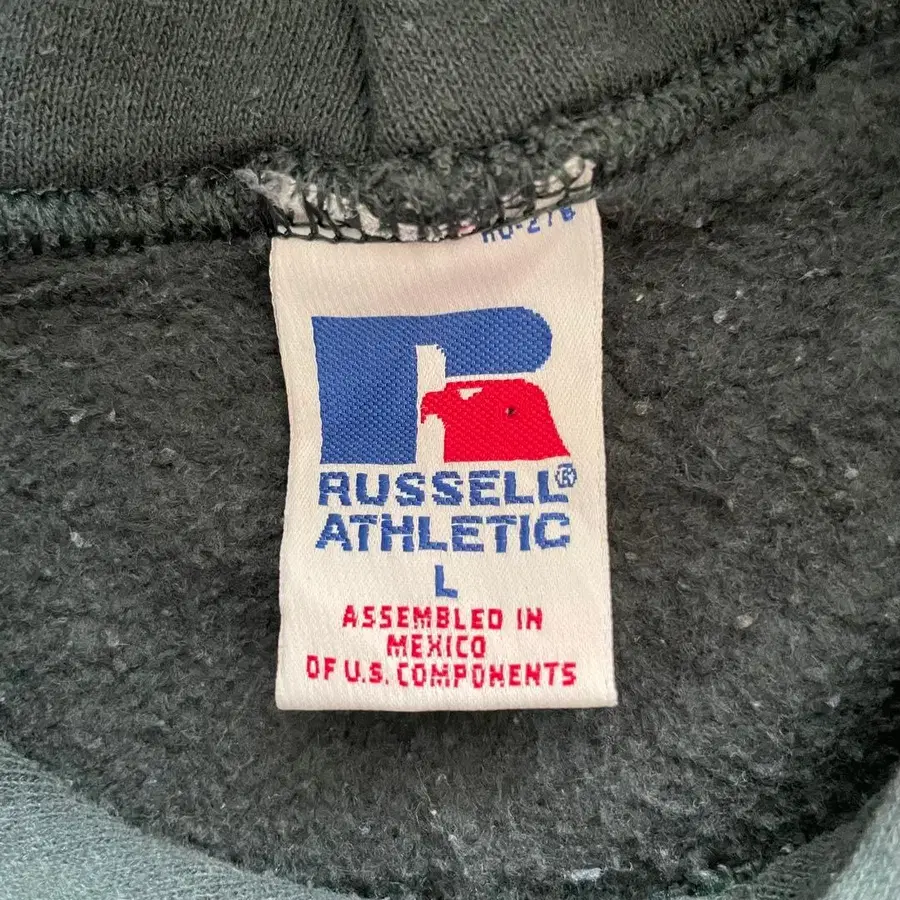 RUSSELL®
ATHLETIC
L
ASSEMBLED IN
MEXICO
OF U.S. COMPONENTS